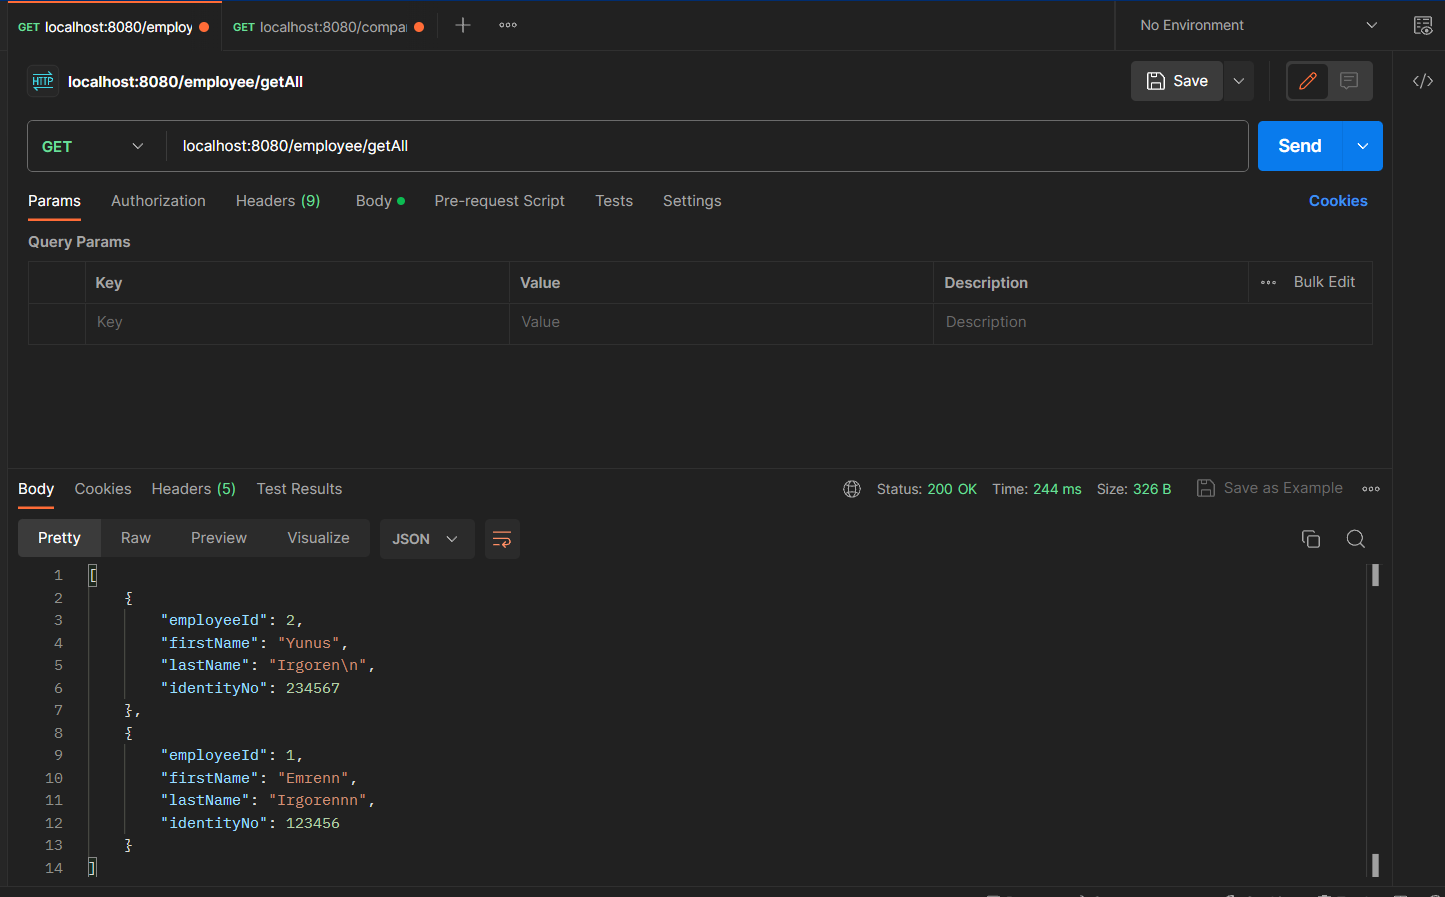 GET localhost:8080/employ
GET localhost:8080/compa
No Environment
HTTP localhost:8080/employee/getAll
Save
GET localhost:8080/employee/getAll
Send
Params Authorization Headers (9) Body Pre-request Script Tests Settings Cookies
Query Params
Key Value Description Bulk Edit
Key Value Description
Body Cookies Headers (5) Test Results Status: 200 OK Time: 244 ms Size: 326 B Save as Example
Pretty Raw Preview Visualize JSON
1 [
2 {
3 "employeeId": 2,
4 "firstName": "Yunus",
5 "lastName": "Irgoren\n",
6 "identityNo": 234567
7 },
8 {
9 "employeeId": 1,
10 "firstName": "Emrenn",
11 "lastName": "Irgorennn",
12 "identityNo": 123456
13 }
14 ]